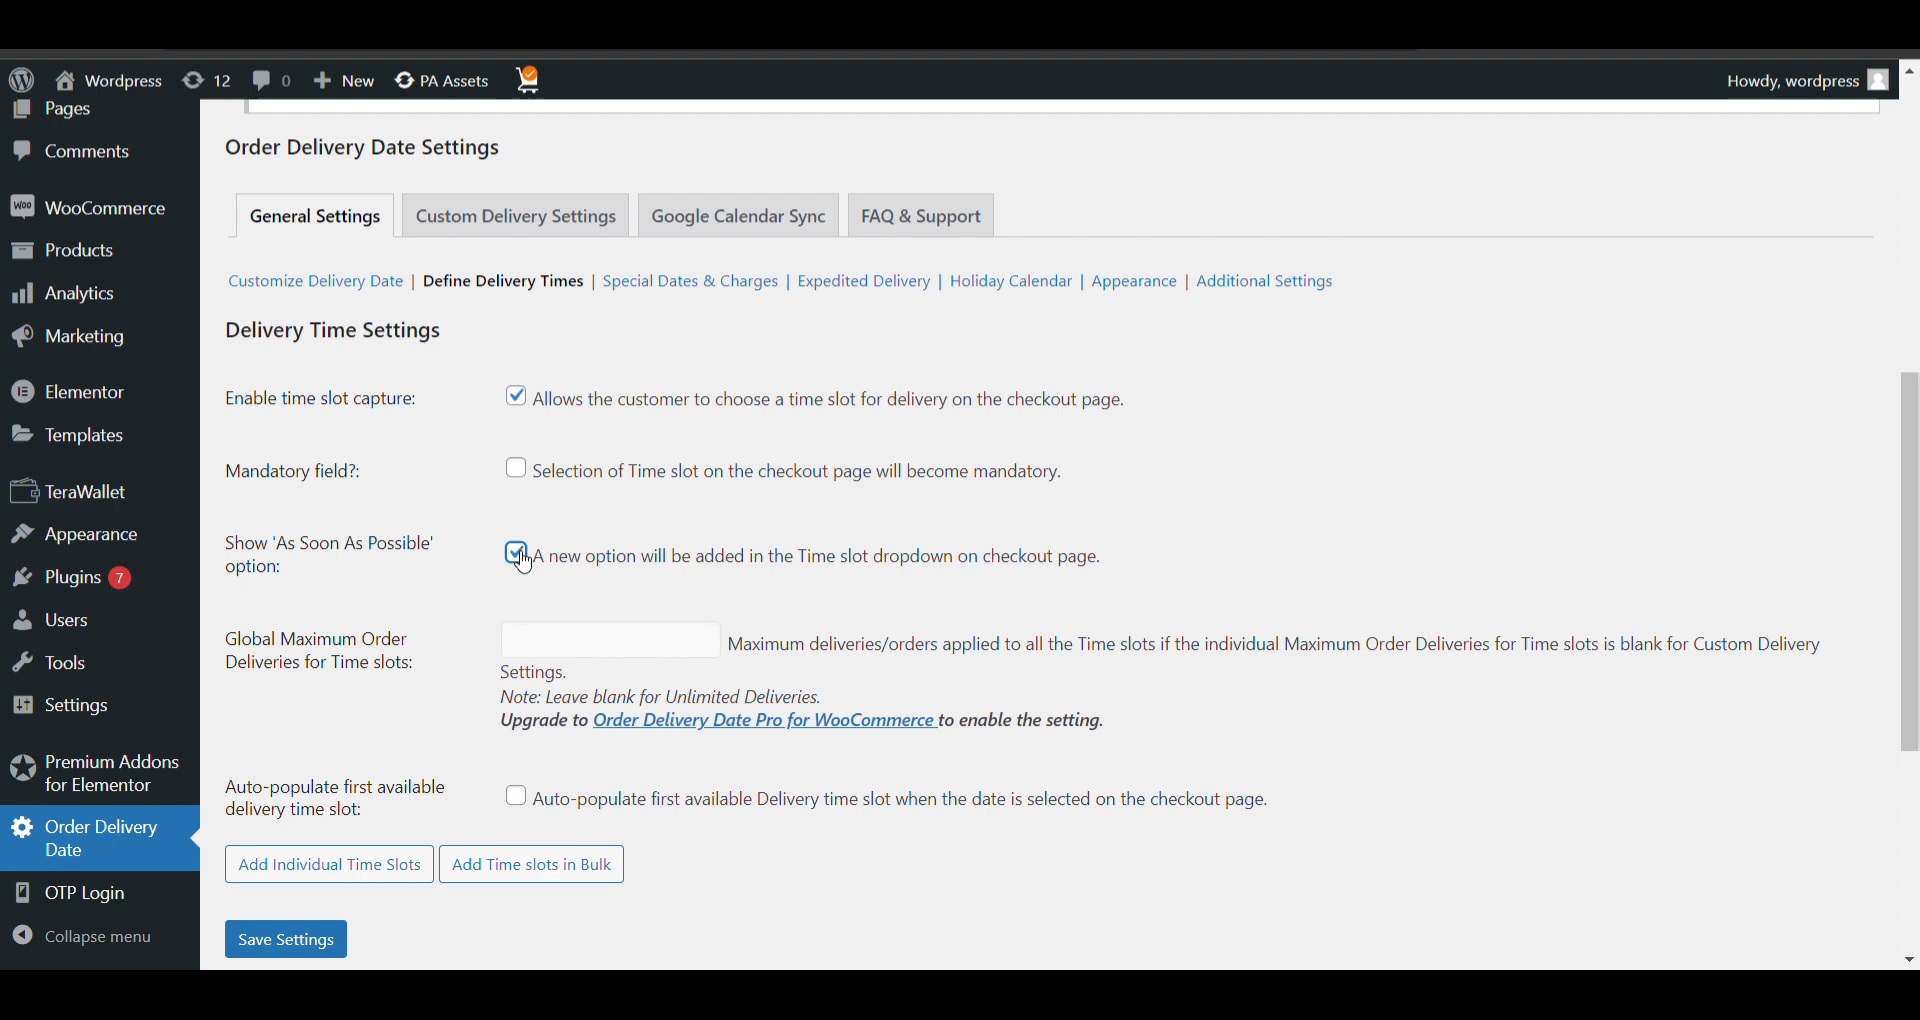 Wordpress 12 0 New PA Assets Howdy, wordpress
Pages
Comments
WooCommerce
Products
Analytics
Marketing
Elementor
Templates
TeraWallet
Appearance
Plugins 7
Users
Tools
Settings
Premium Addons
for Elementor
Order Delivery
Date
OTP Login
Collapse menu
Order Delivery Date Settings
General Settings Custom Delivery Settings Google Calendar Sync FAQ & Support
Customize Delivery Date | Define Delivery Times | Special Dates & Charges | Expedited Delivery | Holiday Calendar | Appearance | Additional Settings
Delivery Time Settings
Enable time slot capture: Allows the customer to choose a time slot for delivery on the checkout page.
Mandatory field?: Selection of Time slot on the checkout page will become mandatory.
Show 'As Soon As Possible'
option:
A new option will be added in the Time slot dropdown on checkout page.
Global Maximum Order
Deliveries for Time slots:
Maximum deliveries/orders applied to all the Time slots if the individual Maximum Order Deliveries for Time slots is blank for Custom Delivery
Settings.
Note: Leave blank for Unlimited Deliveries.
Upgrade to Order Delivery Date Pro for WooCommerce to enable the setting.
Auto-populate first available
delivery time slot:
Auto-populate first available Delivery time slot when the date is selected on the checkout page.
Add Individual Time Slots Add Time slots in Bulk
Save Settings